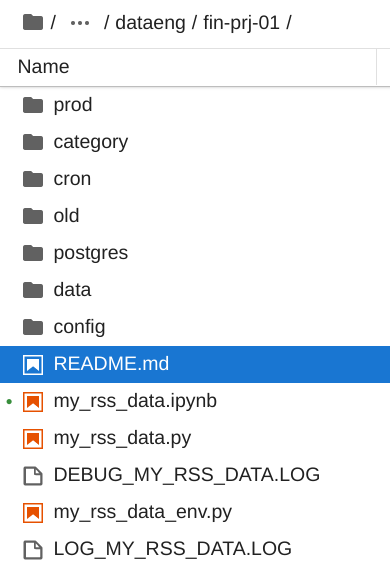 / ··· / dataeng / fin-prj-01 /
Name
prod
category
cron
old
postgres
data
config
README.md
my_rss_data.ipynb
my_rss_data.py
DEBUG_MY_RSS_DATA.LOG
my_rss_data_env.py
LOG_MY_RSS_DATA.LOG